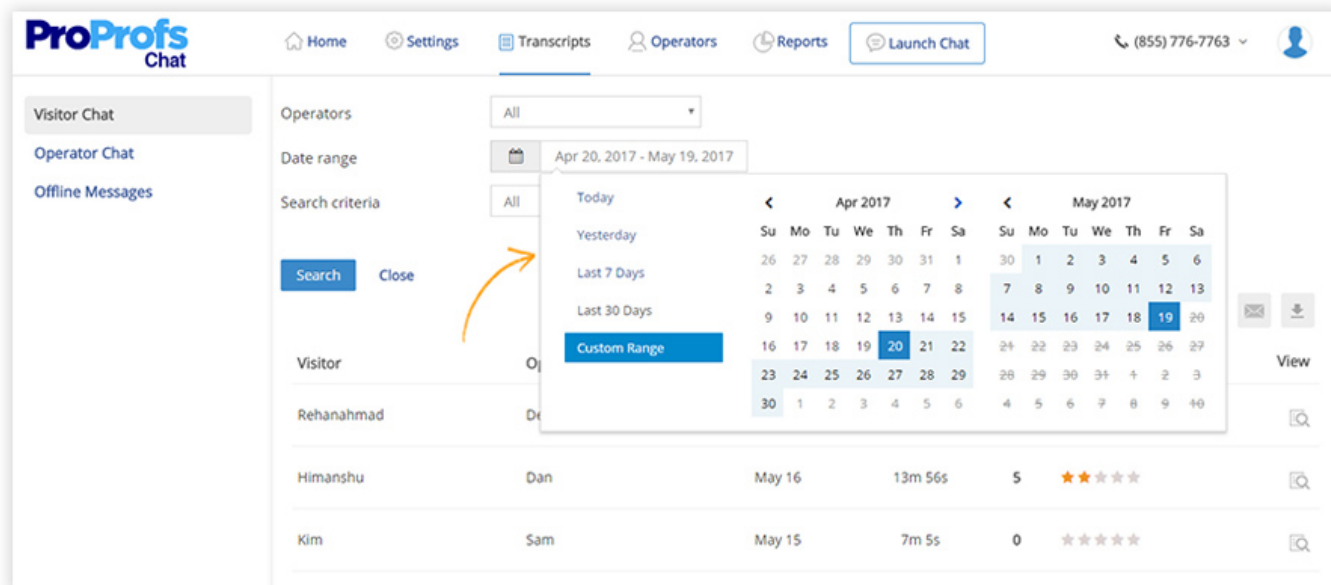 ProProfs
Chat
Home Settings Transcripts Operators Reports Launch Chat (855) 776-7763
Visitor Chat
Operator Chat
Offline Messages
Operators All
Date range Apr 20, 2017 - May 19, 2017
Search criteria All
Search Close
Today
Yesterday
Last 7 Days
Last 30 Days
Custom Range
Apr 2017
Su Mo Tu We Th Fr Sa
26 27 28 29 30 31 1
2 3 4 5 6 7 8
9 10 11 12 13 14 15
16 17 18 19 20 21 22
23 24 25 26 27 28 29
30 1 2 3 4 5 6
May 2017
Su Mo Tu We Th Fr Sa
30 1 2 3 4 5 6
7 8 9 10 11 12 13
14 15 16 17 18 19 20
21 22 23 24 25 26 27
28 29 30 31 1 2 3
4 5 6 7 8 9 10
Visitor View
Rehanahmad
Himanshu Dan May 16 13m 56s 5
Kim Sam May 15 7m 5s 0